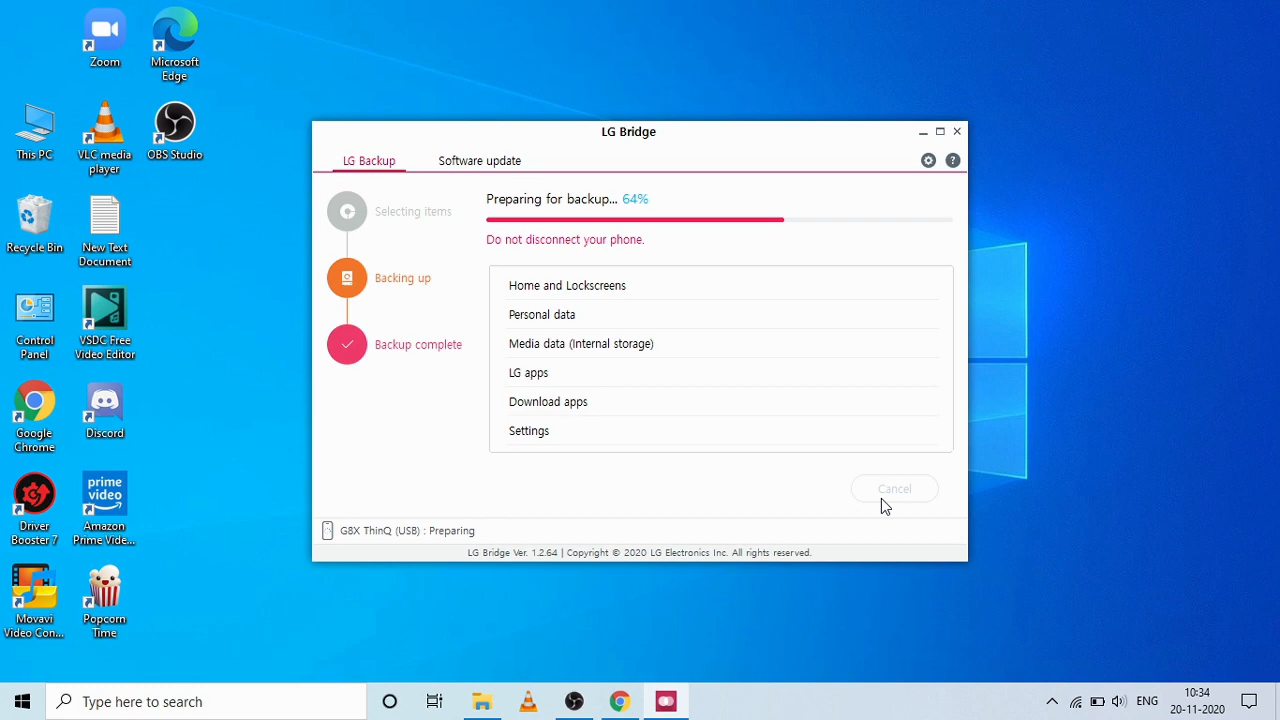 Zoom
Microsoft
Edge
This PC
VLC media
player
OBS Studio
Recycle Bin
New Text
Document
Control
Panel
VSDC Free
Video Editor
Google
Chrome
Discord
Driver
Booster 7
prime
video
Amazon
Prime Vide...
Movavi
Video Con...
Popcorn
Time
LG Bridge
LG Backup
Software update
?
Selecting items
Backing up
Backup complete
Preparing for backup... 64%
Do not disconnect your phone.
Home and Lockscreens
Personal data
Media data (Internal storage)
LG apps
Download apps
Settings
Cancel
G8X ThinQ (USB) : Preparing
LG Bridge Ver. 1.2.64 | Copyright © 2020 LG Electronics Inc. All rights reserved.
Type here to search
ENG
10:34
20-11-2020